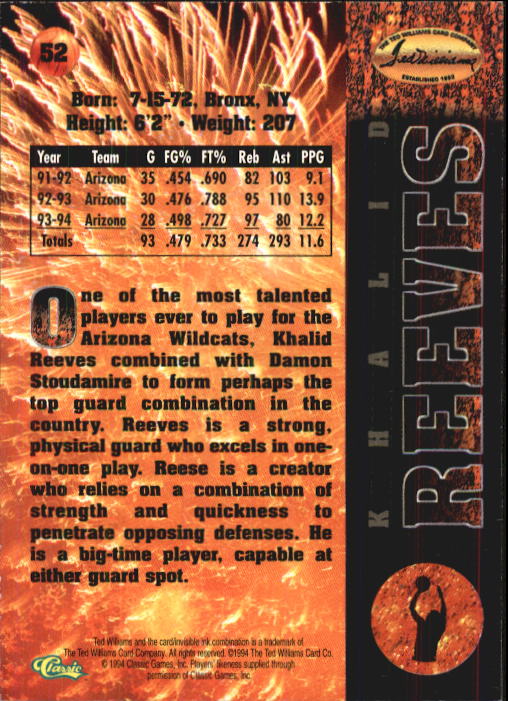 52
THE TED WILLIAMS CARD COMPANY
Ted Williams
ESTABLISHED 1992
Born: 7-15-72, Bronx, NY
Height: 6'2" • Weight: 207
Year Team G FG% FT% Reb Ast PPG
91-92 Arizona 35 .454 .690 82 103 9.1
92-93 Arizona 30 .476 .788 95 110 13.9
93-94 Arizona 28 .498 .727 97 80 12.2
Totals 93 .479 .733 274 293 11.6
One of the most talented
players ever to play for the
Arizona Wildcats, Khalid
Reeves combined with Damon
Stoudamire to form perhaps the
top guard combination in the
country. Reeves is a strong,
physical guard who excels in one-
on-one play. Reese is a creator
who relies on a combination of
strength and quickness to
penetrate opposing defenses. He
is a big-time player, capable at
either guard spot.
KHALID
REEVES
Ted Williams and the card/invisible ink combination is a trademark of
The Ted Williams Card Company. All rights reserved. ©1994 The Ted Williams Card Co.
© 1994 Classic Games, Inc. Players' likeness supplied through
permission of Classic Games, Inc.
Classic